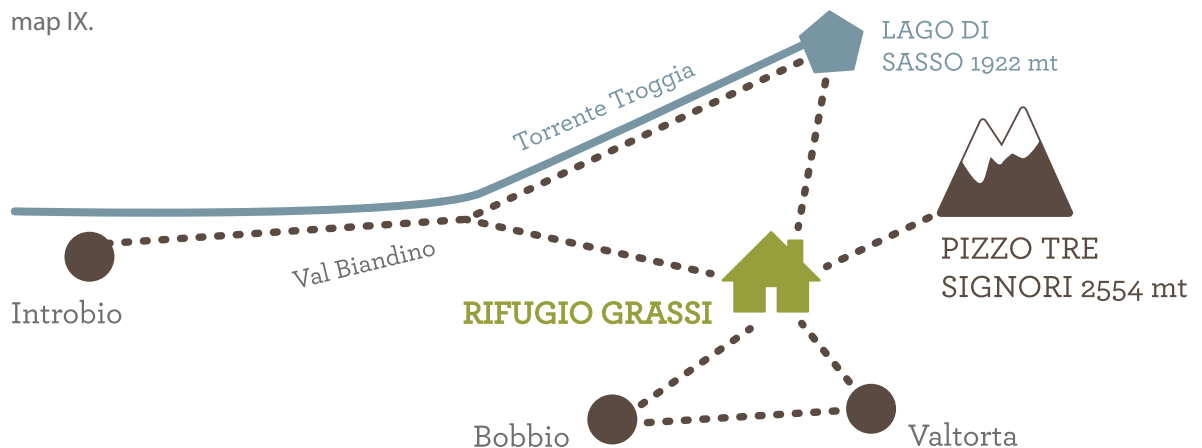 map IX.
LAGO DI
SASSO 1922 mt
Torrente Troggia
PIZZO TRE
SIGNORI 2554 mt
Val Biandino
Introbio
RIFUGIO GRASSI
Bobbio
Valtorta